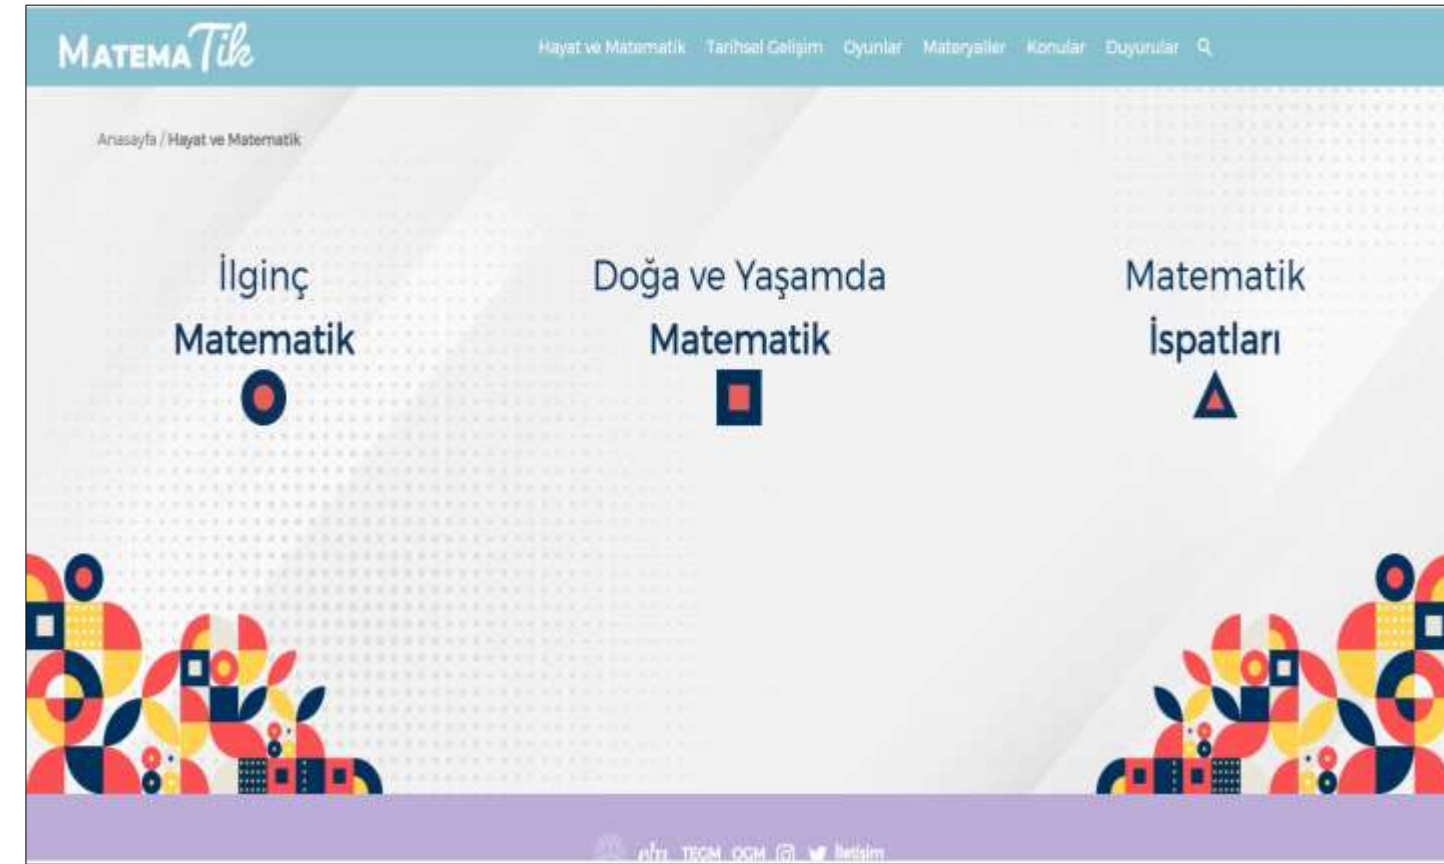 MATEMATik
Hayat ve Matematik Tarihsel Gelişim Oyunlar Materyaller Konular Duyurular
Anasayfa / Hayat ve Matematik
İlginç
Matematik
Doğa ve Yaşamda
Matematik
Matematik
İspatları
eba TEGM OGM İletişim